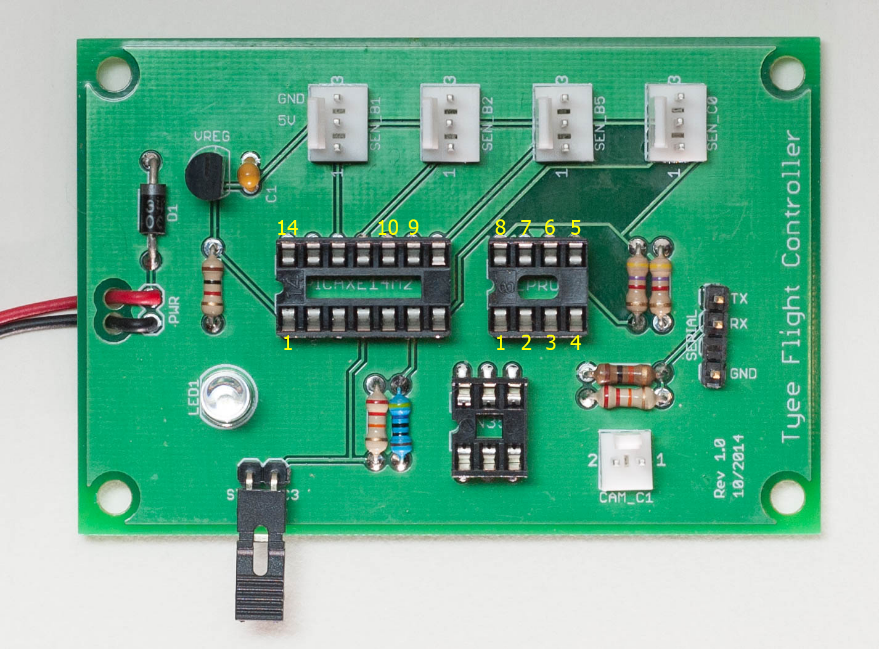 3 3 3 3
GND
5V
SEN_B1
SEN_B2
SEN_B5
SEN_C0
1 1 1 1
VREG
C1
D1
14 10 9
8 7 6 5
PICAXE14M2
PRO
1
1 2 3 4
PWR
TX
RX
SERIAL
GND
LED1
2 1
CAM_C1
Rev 1.0
10/2014
Tyee Flight Controller